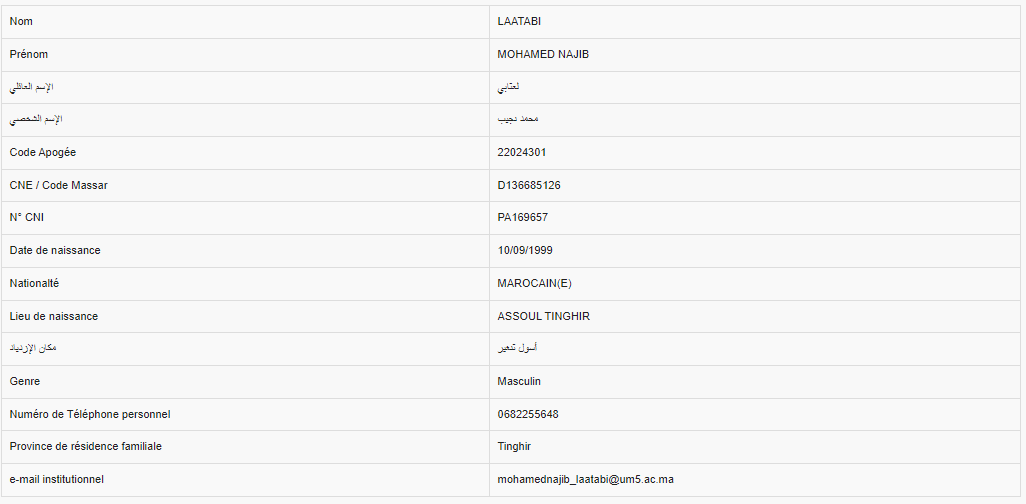 Nom LAATABI
Prénom MOHAMED NAJIB
الإسم العائلي لعتابي
الإسم الشخصي محمد نجيب
Code Apogée 22024301
CNE / Code Massar D136685126
N° CNI PA169657
Date de naissance 10/09/1999
Nationalté MAROCAIN(E)
Lieu de naissance ASSOUL TINGHIR
مكان الإزدياد أسول تنغير
Genre Masculin
Numéro de Téléphone personnel 0682255648
Province de résidence familiale Tinghir
e-mail institutionnel mohamednajib_laatabi@um5.ac.ma